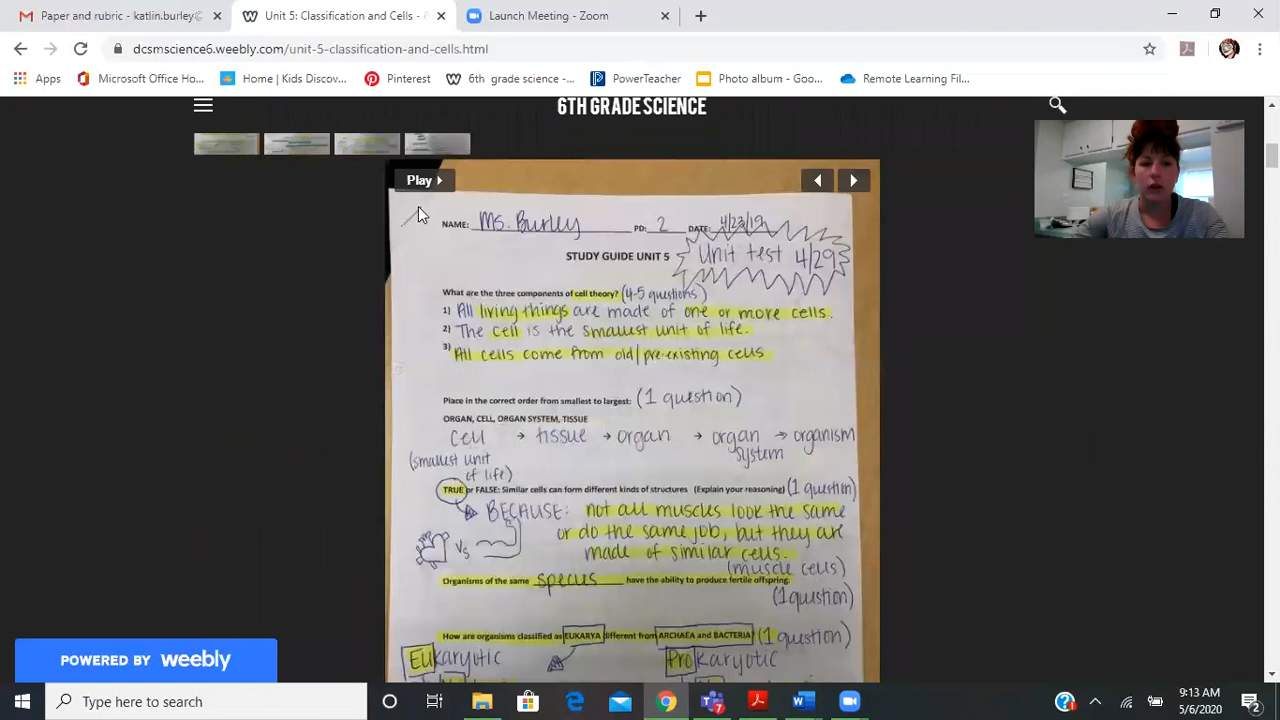 Paper and rubric - katlin.burley@
Unit 5: Classification and Cells -
Launch Meeting - Zoom
dcsmscience6.weebly.com/unit-5-classification-and-cells.html
Apps Microsoft Office Ho... Home | Kids Discov... Pinterest 6th grade science -... PowerTeacher Photo album - Goo... Remote Learning Fil...
6TH GRADE SCIENCE
Play
NAME: Ms. Burley PD: 2 DATE: 4/23/19
STUDY GUIDE UNIT 5
Unit test 4/29
What are the three components of cell theory? (4-5 questions)
1) All living things are made of one or more cells.
2) The cell is the smallest unit of life.
3) All cells come from old/pre-existing cells
Place in the correct order from smallest to largest: (1 question)
ORGAN, CELL, ORGAN SYSTEM, TISSUE
cell → tissue → organ → organ system → organism
(smallest unit of life)
TRUE or FALSE: Similar cells can form different kinds of structures (Explain your reasoning) (1 question)
BECAUSE: not all muscles look the same
vs or do the same job, but they are
made of similar cells.
(muscle cells)
Organisms of the same species have the ability to produce fertile offspring.
(1 question)
How are organisms classified as EUKARYA different from ARCHAEA and BACTERIA? (1 question)
Eukaryotic Prokaryotic
POWERED BY weebly
Type here to search
7
9:13 AM
5/6/2020
2